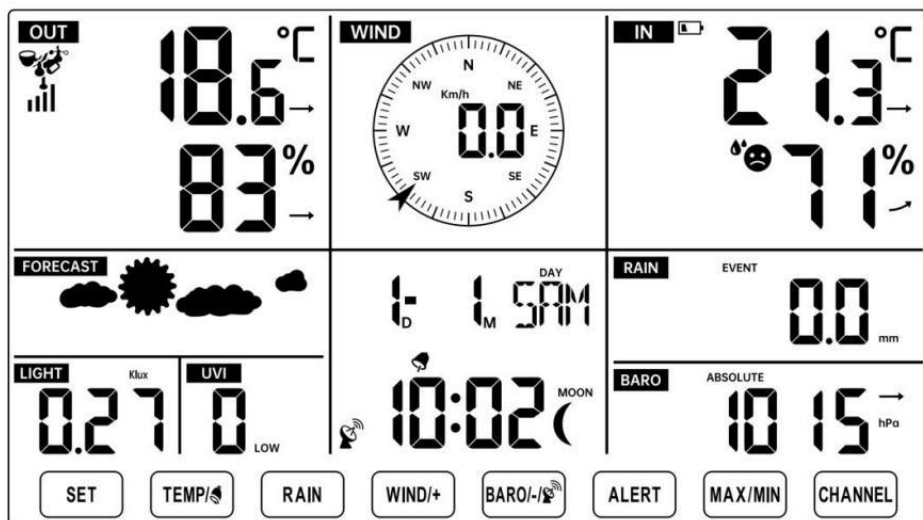 OUT
18.6 °C
83 %
WIND
N
NW NE
Km/h
W 0.0 E
SW SE
S
IN
21.3 °C
71 %
FORECAST
DAY
1-D 1M SAM
10:02
MOON
RAIN EVENT
0.0 mm
LIGHT Klux
0.27
UVI
0 LOW
BARO ABSOLUTE
1015 hPa
SET TEMP/ RAIN WIND/+ BARO/-/ ALERT MAX/MIN CHANNEL